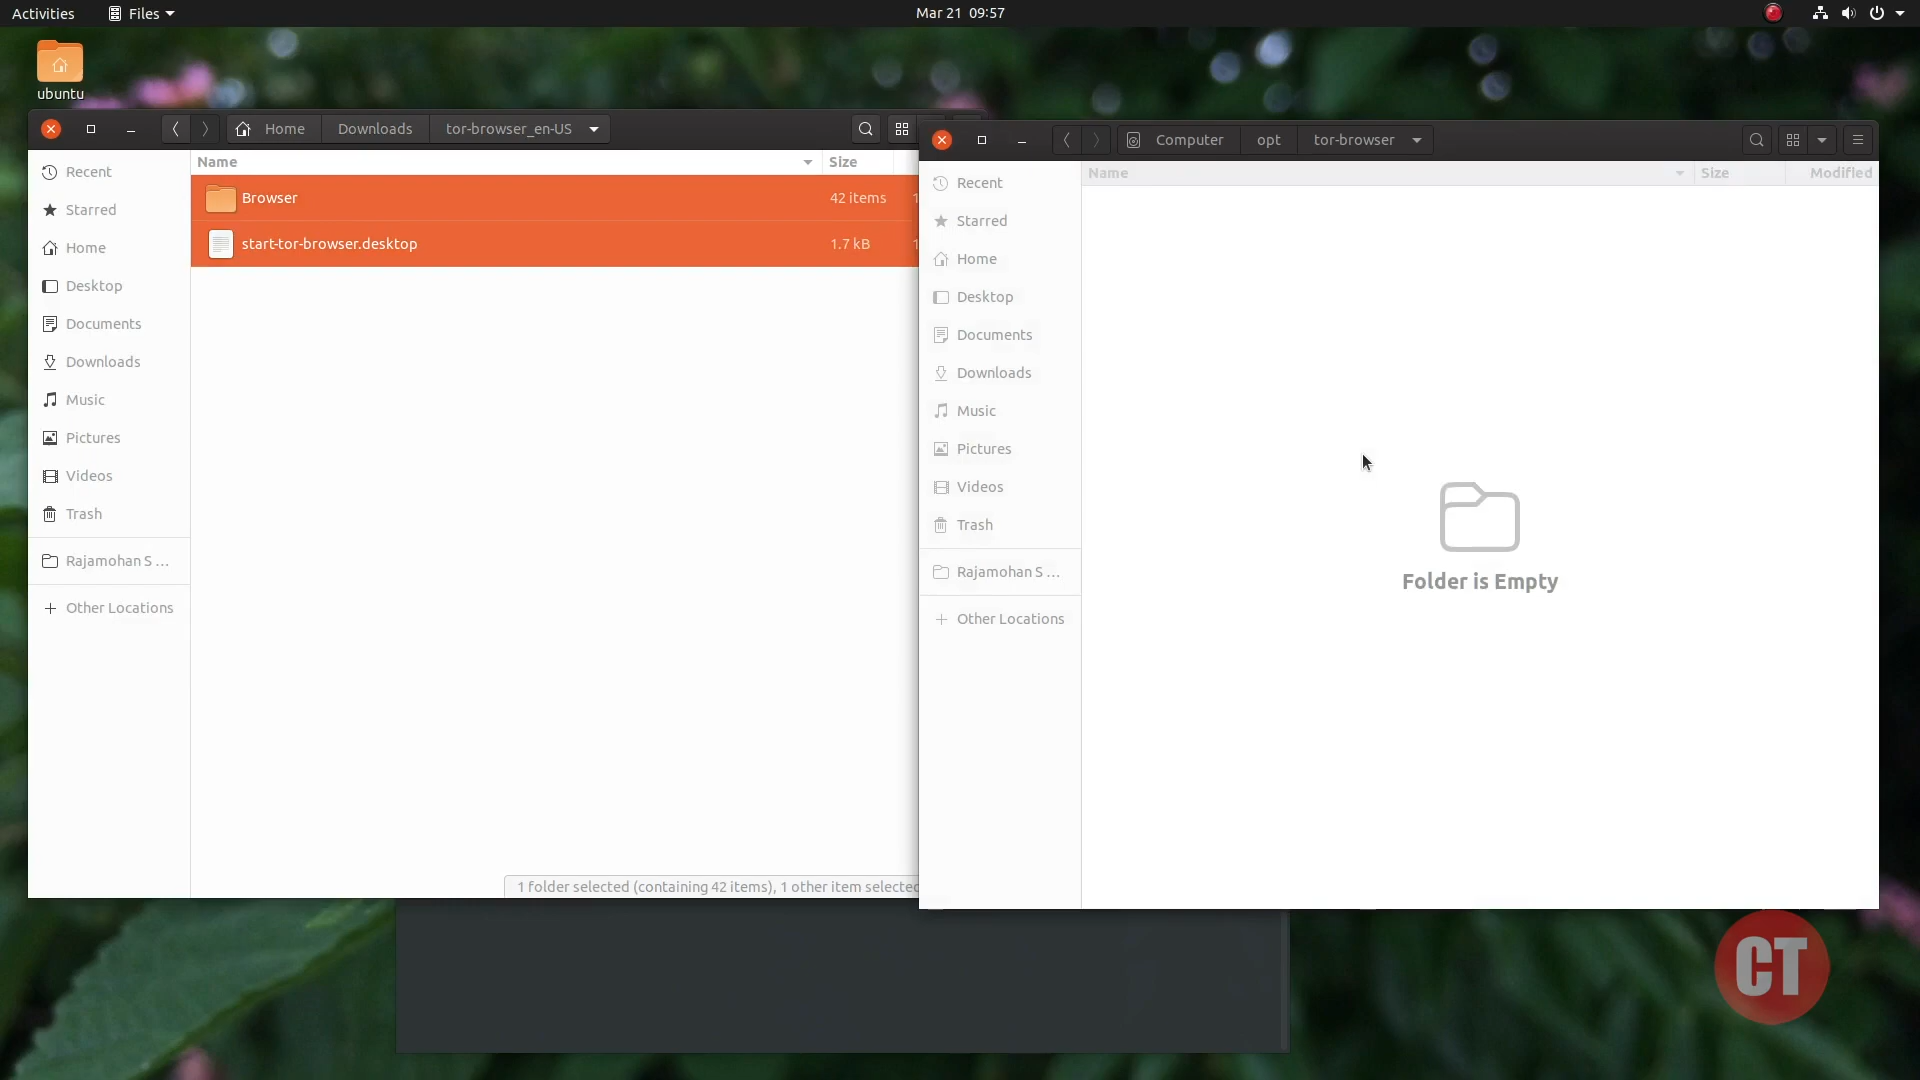 Activities
Files
Mar 21 09:57
ubuntu
Home
Downloads
tor-browser_en-US
Name
Size
Recent
Starred
Home
Desktop
Documents
Downloads
Music
Pictures
Videos
Trash
Rajamohan S ...
Other Locations
Browser
42 items
1
start-tor-browser.desktop
1.7 kB
1
1 folder selected (containing 42 items), 1 other item selected
Computer
opt
tor-browser
Name
Size
Modified
Recent
Starred
Home
Desktop
Documents
Downloads
Music
Pictures
Videos
Trash
Rajamohan S ...
Other Locations
Folder is Empty
CT